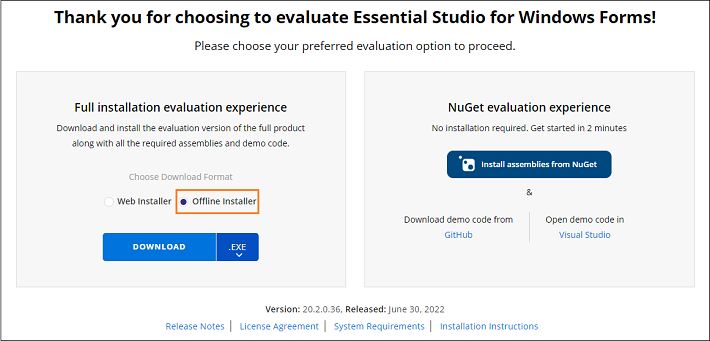 Thank you for choosing to evaluate Essential Studio for Windows Forms!
Please choose your preferred evaluation option to proceed.
Full installation evaluation experience
Download and install the evaluation version of the full product
along with all the required assemblies and demo code.
Choose Download Format
Web Installer Offline Installer
DOWNLOAD .EXE
NuGet evaluation experience
No installation required. Get started in 2 minutes
Install assemblies from NuGet
&
Download demo code from
GitHub
Open demo code in
Visual Studio
Version: 20.2.0.36, Released: June 30, 2022
Release Notes | License Agreement | System Requirements | Installation Instructions